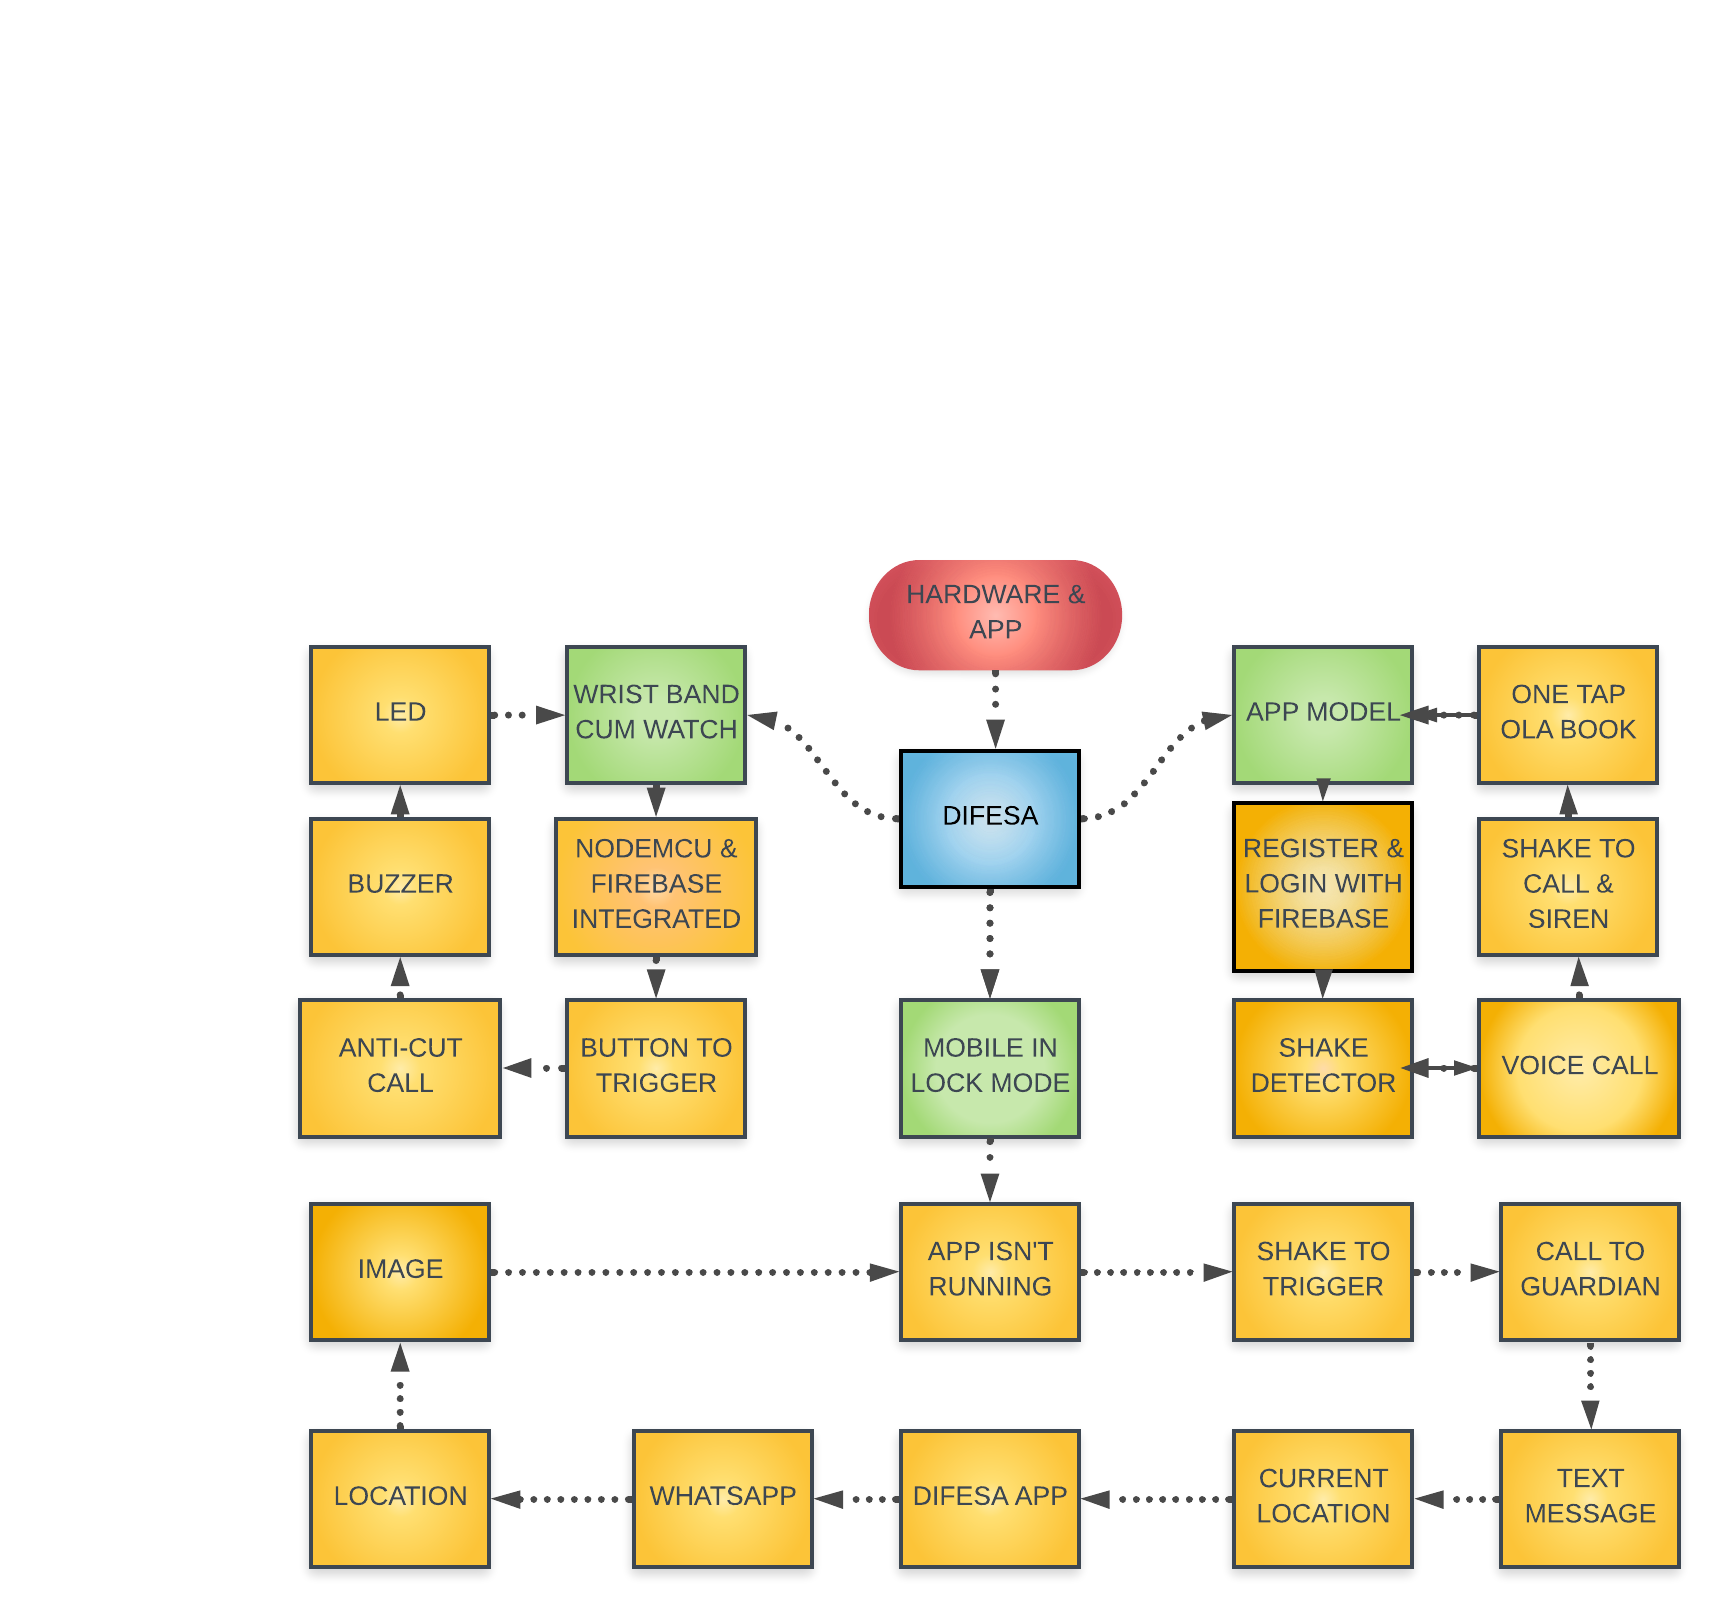 HARDWARE &
APP
LED
WRIST BAND
CUM WATCH
APP MODEL
ONE TAP
OLA BOOK
DIFESA
BUZZER
NODEMCU &
FIREBASE
INTEGRATED
REGISTER &
LOGIN WITH
FIREBASE
SHAKE TO
CALL &
SIREN
ANTI-CUT
CALL
BUTTON TO
TRIGGER
MOBILE IN
LOCK MODE
SHAKE
DETECTOR
VOICE CALL
IMAGE
APP ISN'T
RUNNING
SHAKE TO
TRIGGER
CALL TO
GUARDIAN
LOCATION
WHATSAPP
DIFESA APP
CURRENT
LOCATION
TEXT
MESSAGE